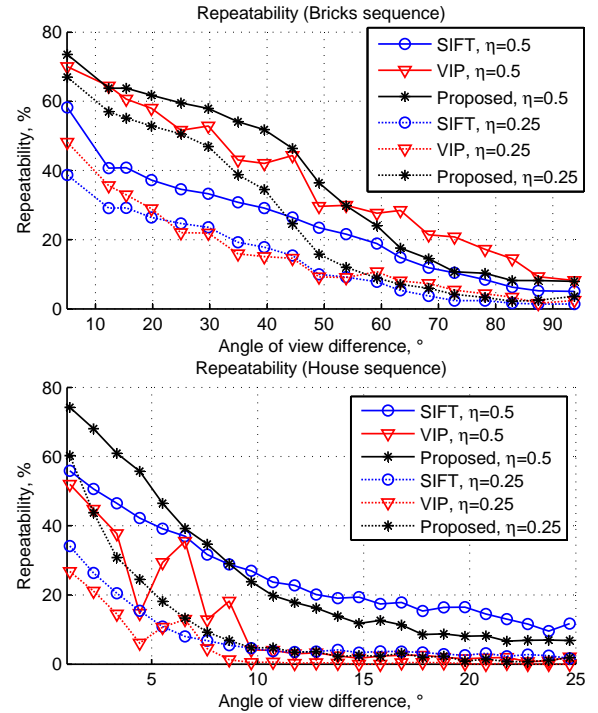 Repeatability (Bricks sequence)
80
60
40
20
0
Repeatability, %
SIFT, η=0.5
VIP, η=0.5
Proposed, η=0.5
SIFT, η=0.25
VIP, η=0.25
Proposed, η=0.25
10 20 30 40 50 60 70 80 90
Angle of view difference, °
Repeatability (House sequence)
80
60
40
20
0
Repeatability, %
SIFT, η=0.5
VIP, η=0.5
Proposed, η=0.5
SIFT, η=0.25
VIP, η=0.25
Proposed, η=0.25
5 10 15 20 25
Angle of view difference, °